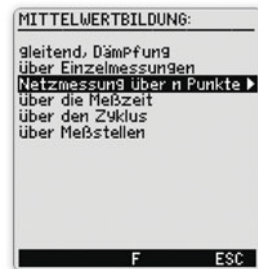 MITTELWERTBILDUNG:
gleitend, Dämpfung
über Einzelmessungen
Netzmessung über n Punkte
über die Meßzeit
über den Zyklus
über Meßstellen
F ESC